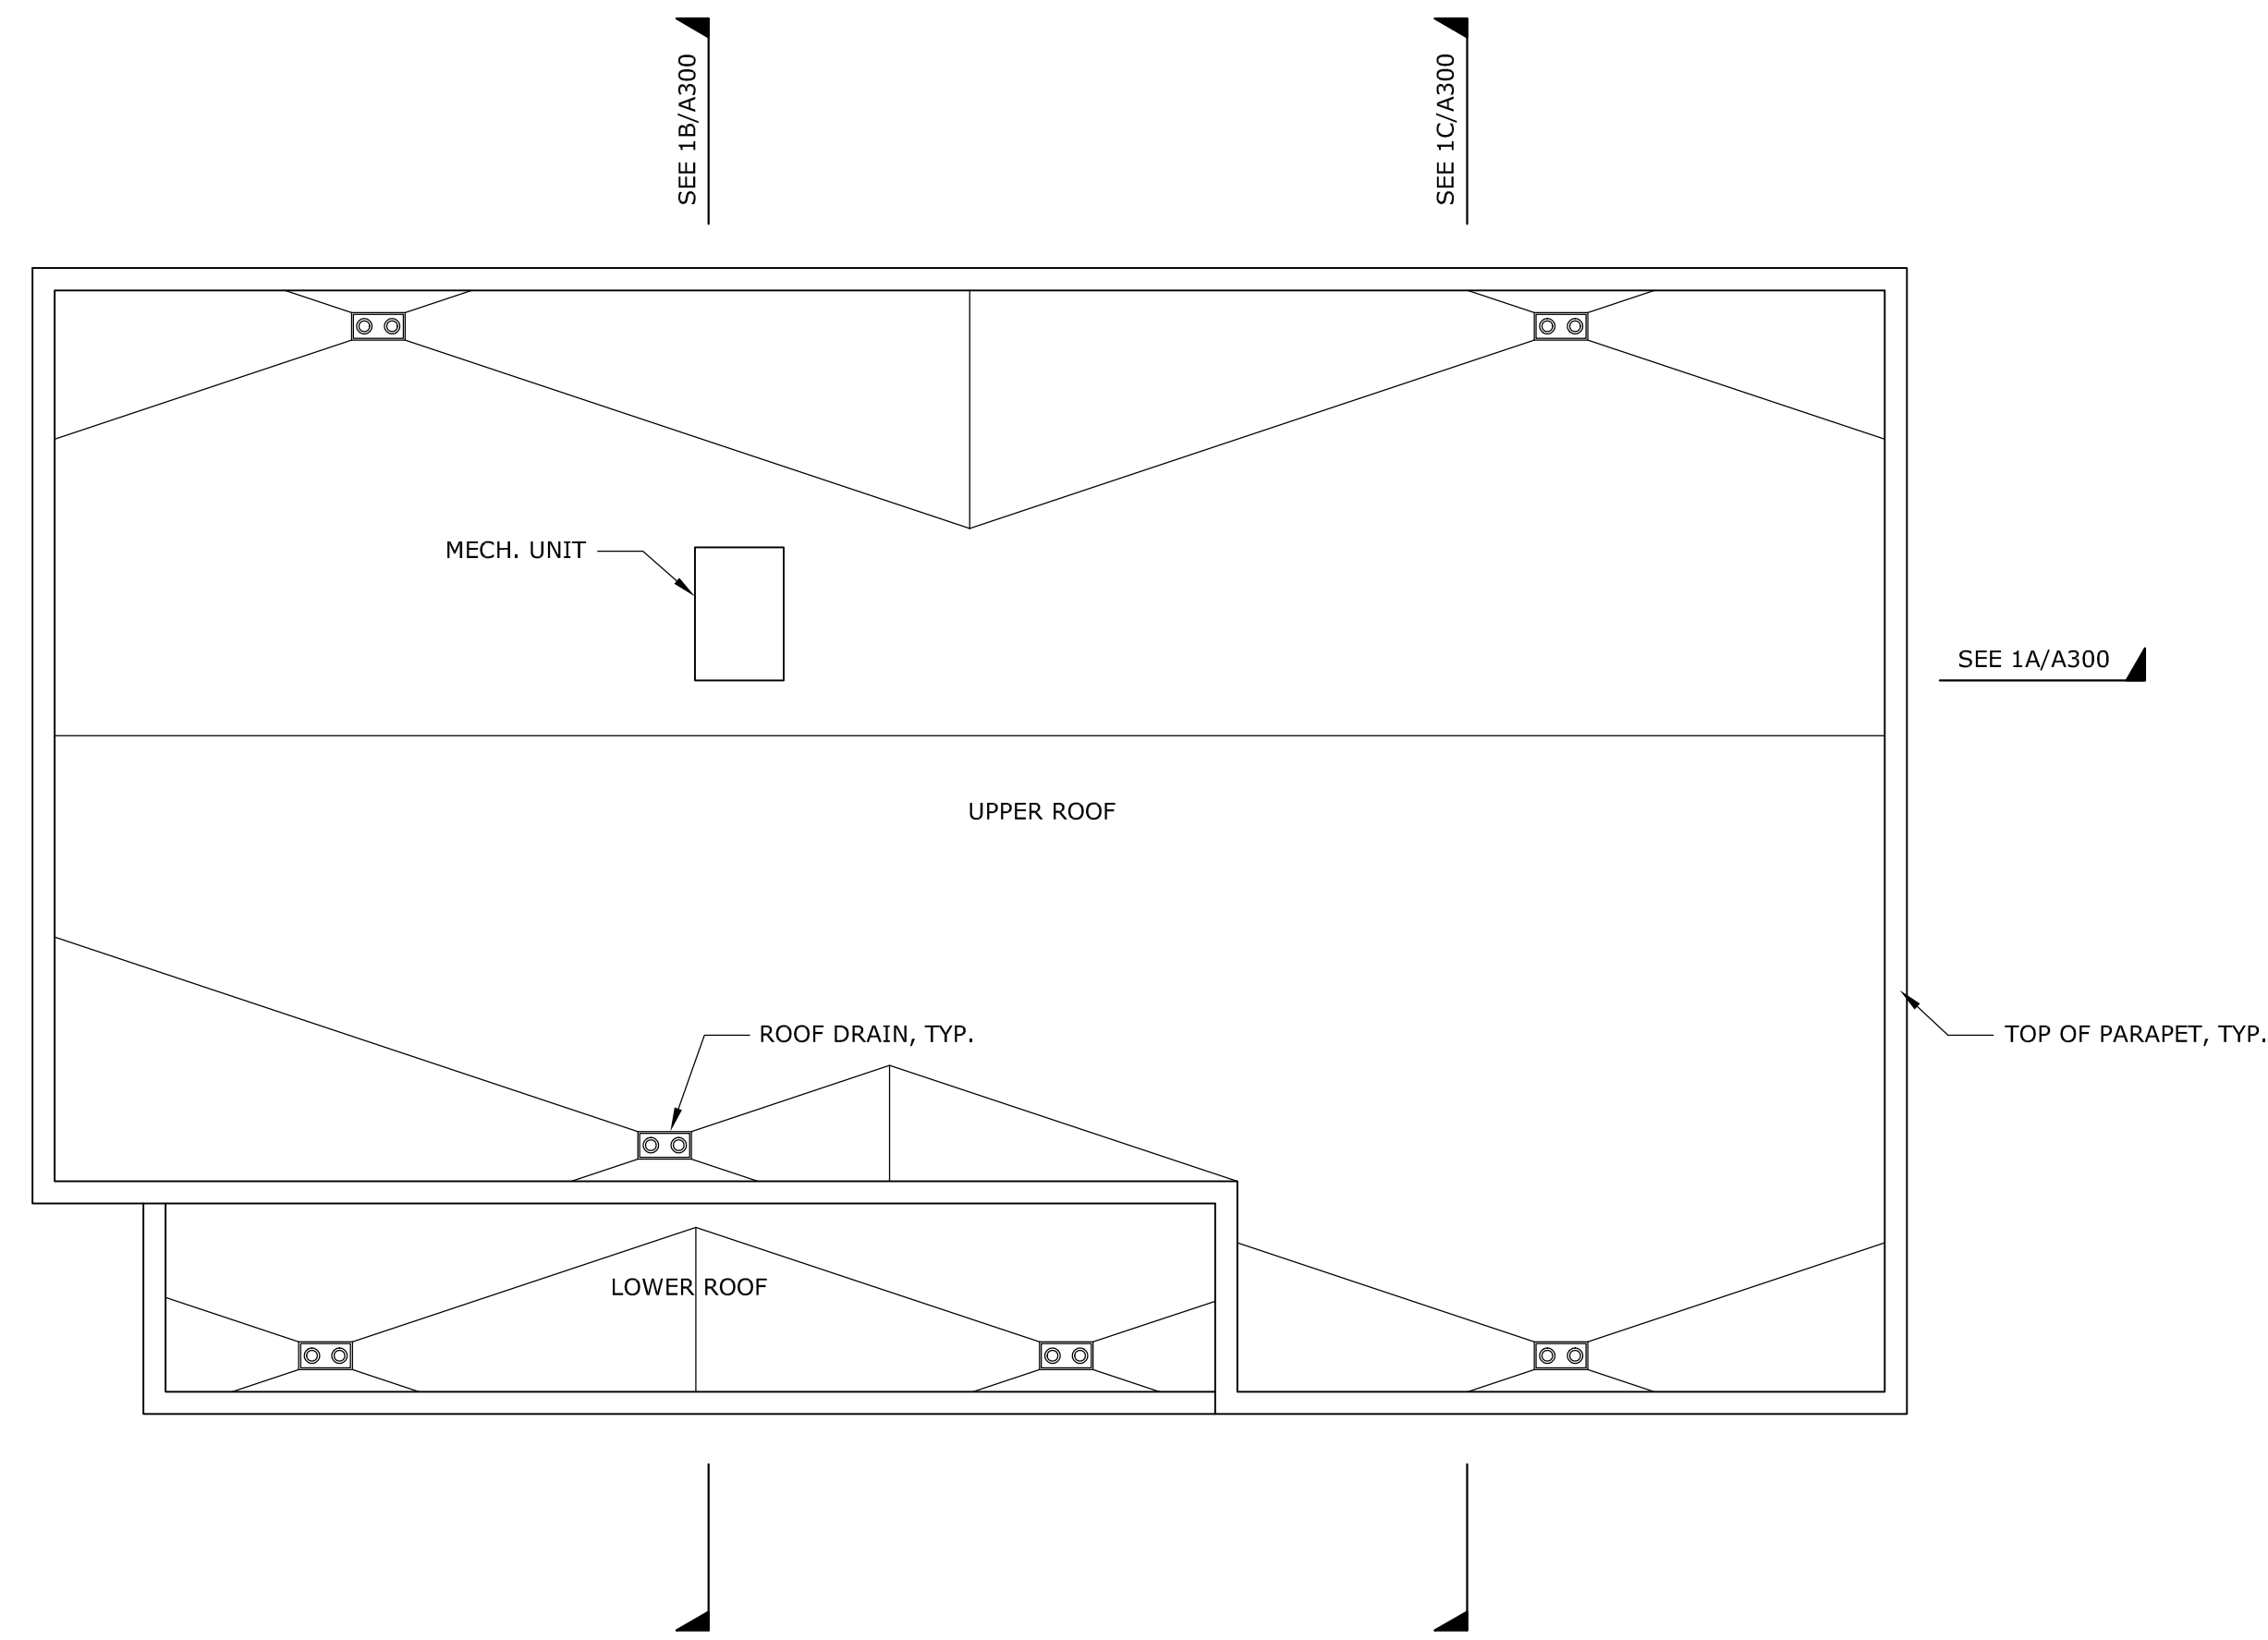 SEE 1B/A300
SEE 1C/A300
MECH. UNIT
SEE 1A/A300
UPPER ROOF
ROOF DRAIN, TYP.
TOP OF PARAPET, TYP.
LOWER ROOF